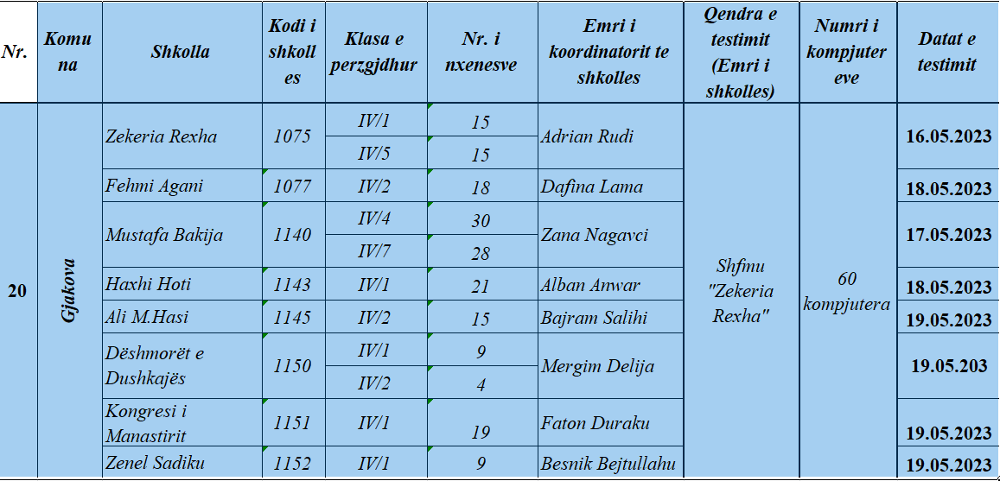 Nr.
Komu
na
Shkolla
Kodi i
shkoll
es
Klasa e
perzgjdhur
Nr. i
nxenesve
Emri i
koordinatorit te
shkolles
Qendra e
testimit
(Emri i
shkolles)
Numri i
kompjuter
eve
Datat e
testimit
20
Gjakova
Zekeria Rexha
1075
IV/1
15
IV/5
15
Adrian Rudi
16.05.2023
Fehmi Agani
1077
IV/2
18
Dafina Lama
18.05.2023
Mustafa Bakija
1140
IV/4
30
IV/7
28
Zana Nagavci
17.05.2023
Haxhi Hoti
1143
IV/1
21
Alban Anwar
18.05.2023
Ali M.Hasi
1145
IV/2
15
Bajram Salihi
19.05.2023
Dëshmorët e
Dushkajës
1150
IV/1
9
IV/2
4
Mergim Delija
19.05.203
Kongresi i
Manastirit
1151
IV/1
19
Faton Duraku
19.05.2023
Zenel Sadiku
1152
IV/1
9
Besnik Bejtullahu
19.05.2023
Shfmu
"Zekeria
Rexha"
60
kompjutera